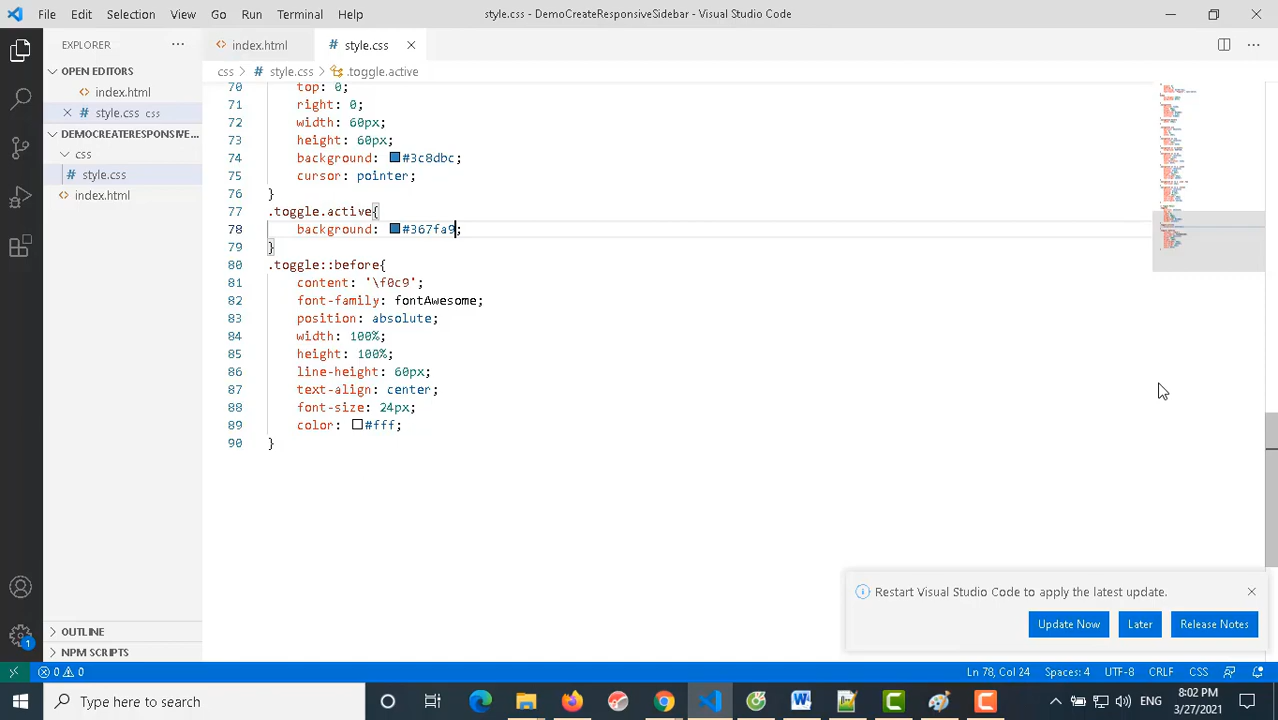 File Edit Selection View Go Run Terminal Help
style.css - DemoCreateResponsiveSidebar - Visual Studio Code
EXPLORER
index.html
style.css
OPEN EDITORS
css > style.css > .toggle.active
index.html
style.css css
DEMOCREATERESPONSIVE...
css
style.css
index.html
70 top: 0;
71 right: 0;
72 width: 60px;
73 height: 60px;
74 background: #3c8dbc;
75 cursor: pointer;
76 }
77 .toggle.active{
78 background: #367fa9;
79 }
80 .toggle::before{
81 content: '\f0c9';
82 font-family: fontAwesome;
83 position: absolute;
84 width: 100%;
85 height: 100%;
86 line-height: 60px;
87 text-align: center;
88 font-size: 24px;
89 color: #fff;
90 }
Restart Visual Studio Code to apply the latest update.
Update Now
Later
Release Notes
OUTLINE
1
NPM SCRIPTS
0 0
Ln 78, Col 24
Spaces: 4
UTF-8
CRLF
CSS
Type here to search
ENG
8:02 PM
3/27/2021